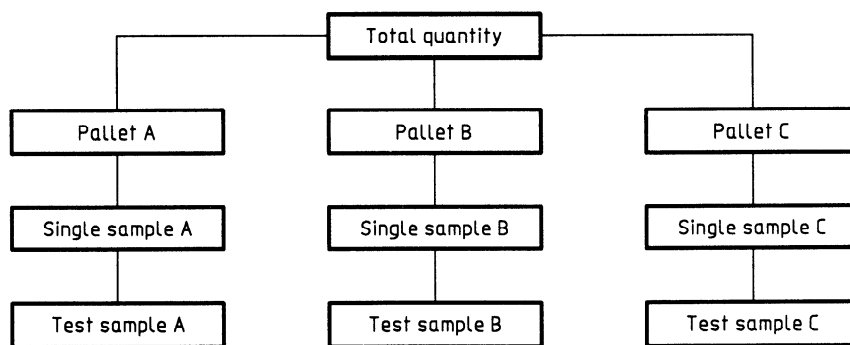 Total quantity
Pallet A
Pallet B
Pallet C
Single sample A
Single sample B
Single sample C
Test sample A
Test sample B
Test sample C